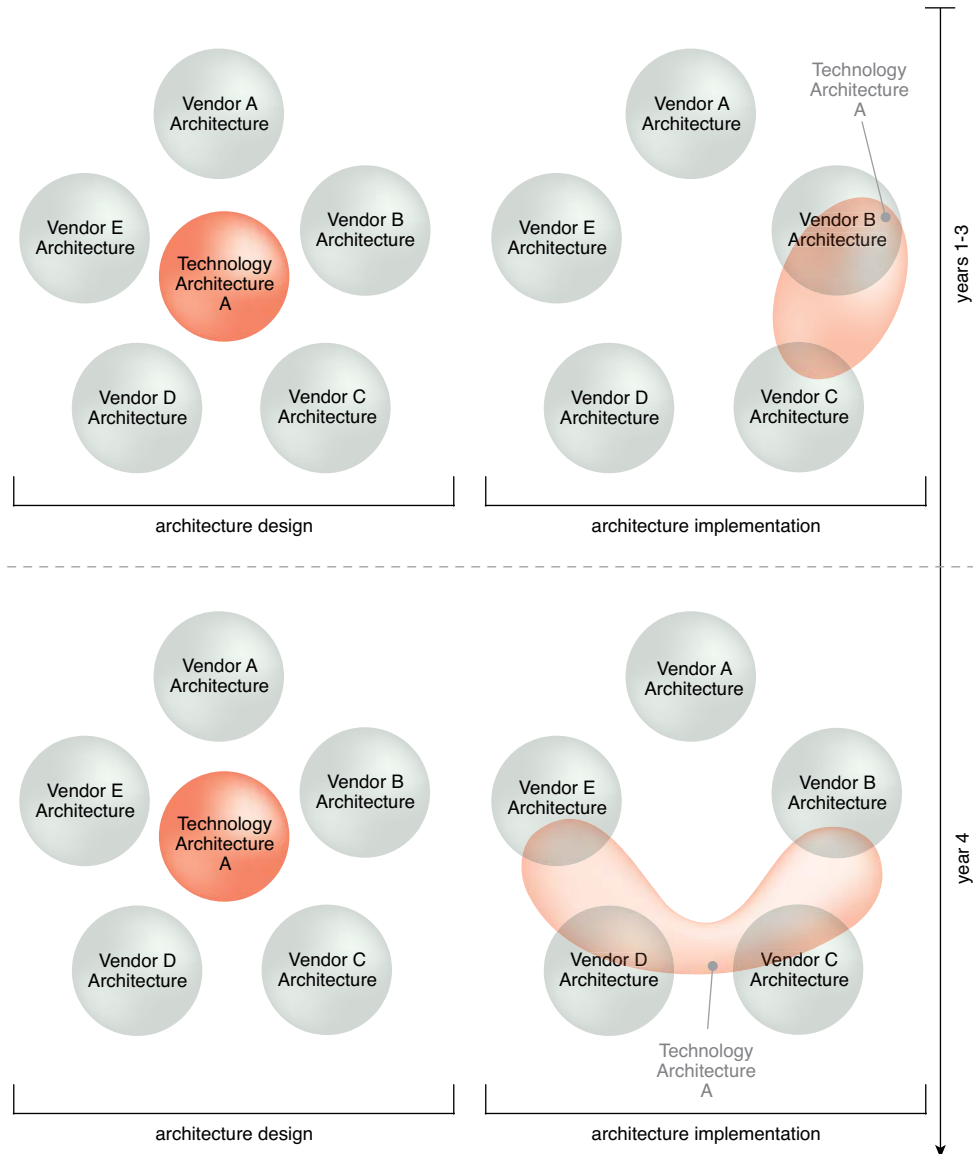 Vendor A
Architecture
Vendor E
Architecture
Vendor B
Architecture
Technology
Architecture
A
Vendor D
Architecture
Vendor C
Architecture
architecture design
Technology
Architecture
A
Vendor A
Architecture
Vendor E
Architecture
Vendor B
Architecture
Vendor D
Architecture
Vendor C
Architecture
architecture implementation
years 1-3
Vendor A
Architecture
Vendor E
Architecture
Vendor B
Architecture
Technology
Architecture
A
Vendor D
Architecture
Vendor C
Architecture
architecture design
Vendor A
Architecture
Vendor E
Architecture
Vendor B
Architecture
Vendor D
Architecture
Vendor C
Architecture
Technology
Architecture
A
architecture implementation
year 4